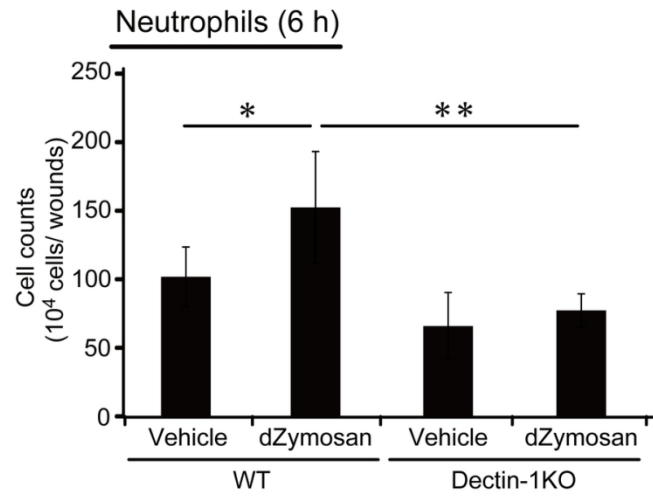 Neutrophils (6 h)
Cell counts
(10⁴ cells/ wounds)
250
200
150
100
50
0
*
**
Vehicle dZymosan Vehicle dZymosan
WT Dectin-1KO